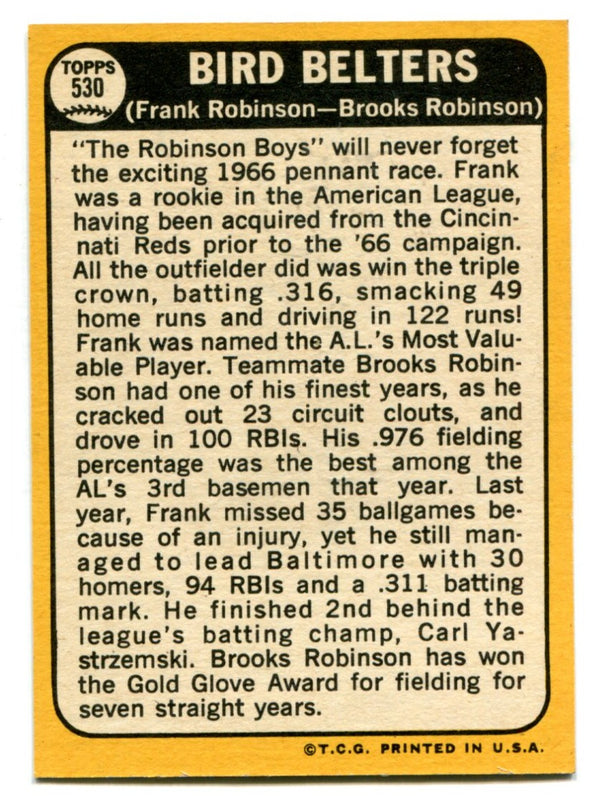 TOPPS
530
BIRD BELTERS
(Frank Robinson—Brooks Robinson)
"The Robinson Boys" will never forget
the exciting 1966 pennant race. Frank
was a rookie in the American League,
having been acquired from the Cincin-
nati Reds prior to the '66 campaign.
All the outfielder did was win the triple
crown, batting .316, smacking 49
home runs and driving in 122 runs!
Frank was named the A.L.'s Most Valu-
able Player. Teammate Brooks Robin-
son had one of his finest years, as he
cracked out 23 circuit clouts, and
drove in 100 RBIs. His .976 fielding
percentage was the best among the
AL's 3rd basemen that year. Last
year, Frank missed 35 ballgames be-
cause of an injury, yet he still man-
aged to lead Baltimore with 30
homers, 94 RBIs and a .311 batting
mark. He finished 2nd behind the
league's batting champ, Carl Ya-
strzemski. Brooks Robinson has won
the Gold Glove Award for fielding for
seven straight years.
©T.C.G. PRINTED IN U.S.A.